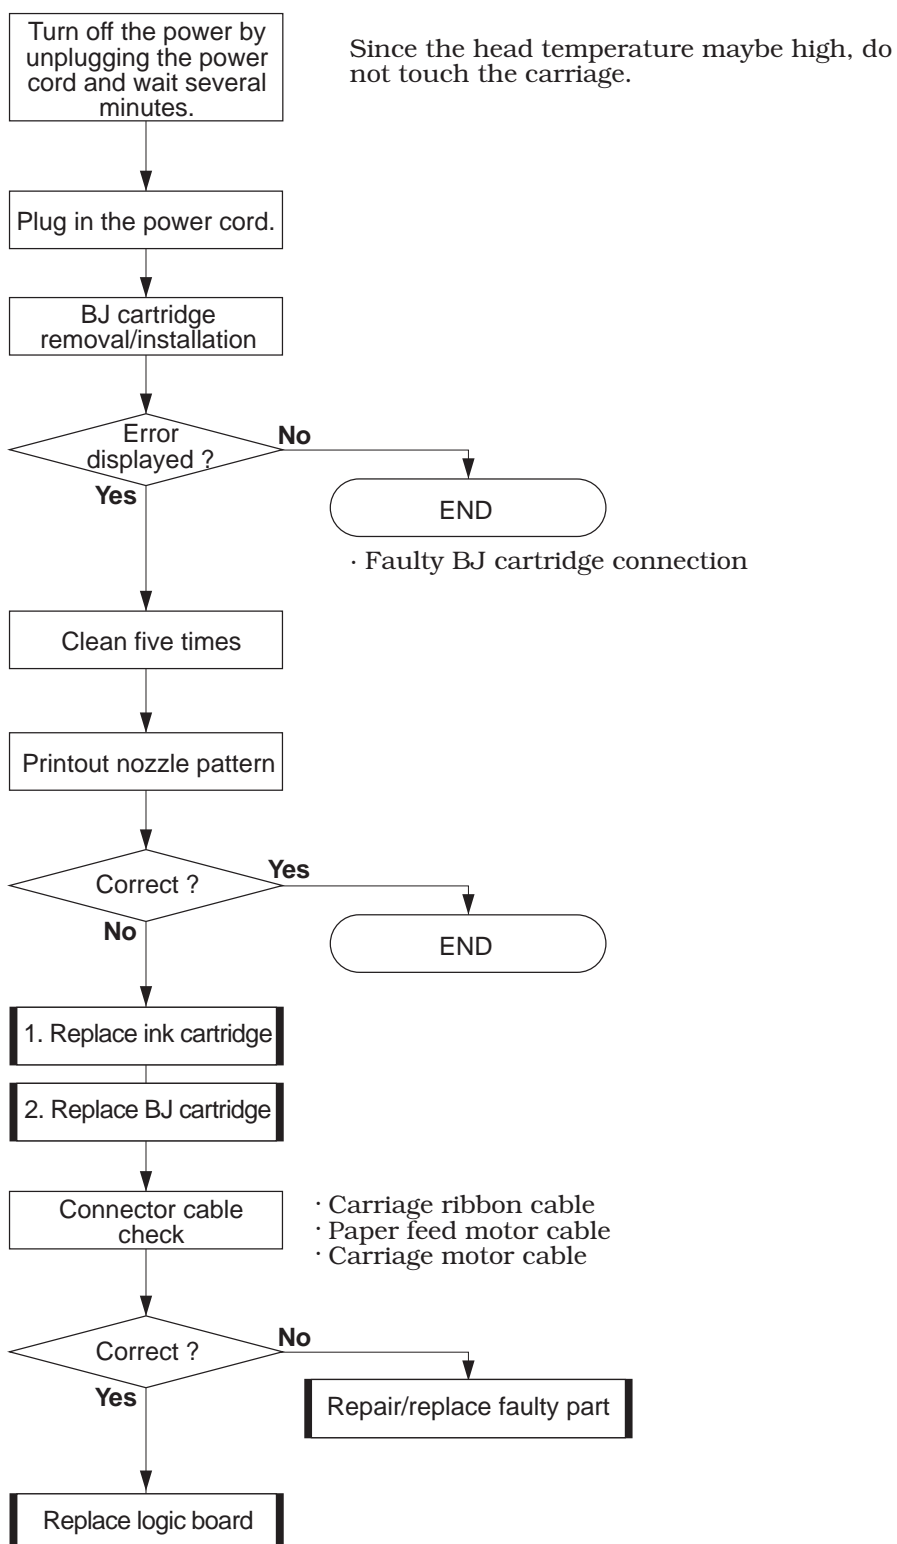 Turn off the power by
unplugging the power
cord and wait several
minutes.
Since the head temperature maybe high, do
not touch the carriage.
Plug in the power cord.
BJ cartridge
removal/installation
Error
displayed ?
No
Yes
END
· Faulty BJ cartridge connection
Clean five times
Printout nozzle pattern
Correct ?
Yes
No
END
1. Replace ink cartridge
2. Replace BJ cartridge
Connector cable
check
· Carriage ribbon cable
· Paper feed motor cable
· Carriage motor cable
Correct ?
No
Yes
Repair/replace faulty part
Replace logic board